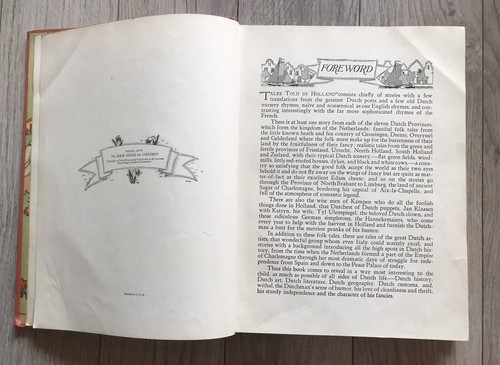 The BOOK HOUSE for CHILDREN
PRINTED IN U.S.A.
FOREWORD
TALES TOLD IN HOLLAND consists chiefly of stories with a few
translations from the greatest Dutch poets and a few old Dutch
nursery rhymes, naïve and nonsensical as our English rhymes, and con-
trasting interestingly with the far more sophisticated rhymes of the
French.
There is at least one story from each of the eleven Dutch Provinces,
which form the kingdom of the Netherlands; fanciful folk tales from
the little known heath and fen country of Groningen, Drente, Overysel
and Gelderland where the folk must make up for the barrenness of their
land by the fruitfulness of their fancy; realistic tales from the green and
fertile provinces of Friesland, Utrecht, North Holland, South Holland
and Zeeland, with their typical Dutch scenery,—flat green fields, wind-
mills, little red-roofed houses, dykes, and black and white cows,—a coun-
try so satisfying that the good folk accept the world as their own eyes
behold it and do not fly away on the wings of fancy but are quite as mat-
ter-of-fact as their excellent Edam cheese; and so on the stories go
through the Province of North Brabant to Limburg, the land of ancient
Sagas of Charlemagne, bordering his capital of Aix-la-Chapelle, and
full of the atmosphere of romantic legend.
There are also the wise men of Kampen who do all the foolish
things done in Holland, that Dutchest of Dutch puppets, Jan Klaasen
with Katryn, his wife, Tyl Ulenspiegel, the beloved Dutch clown, and
those ridiculous German simpletons, the Hannekemaiers, who come
every year to help with the harvest in Holland and furnish the Dutch-
man a butt for the merriest pranks of his humor.
In addition to these folk tales, there are tales of the great Dutch ar-
tists, that wonderful group whom even Italy could scarcely excel, and
stories with a background introducing all the high spots in Dutch his-
tory, from the time when the Netherlands formed a part of the Empire
of Charlemagne through her most dramatic days of struggle for inde-
pendence from Spain and down to the Peace Palace of today.
Thus this book comes to reveal in a way most interesting to the
child, as much as possible of all sides of Dutch life,—Dutch history,
Dutch art, Dutch literature, Dutch geography, Dutch customs, and,
withal, the Dutchman's sense of humor, his love of cleanliness and thrift,
his sturdy independence and the character of his fancies.